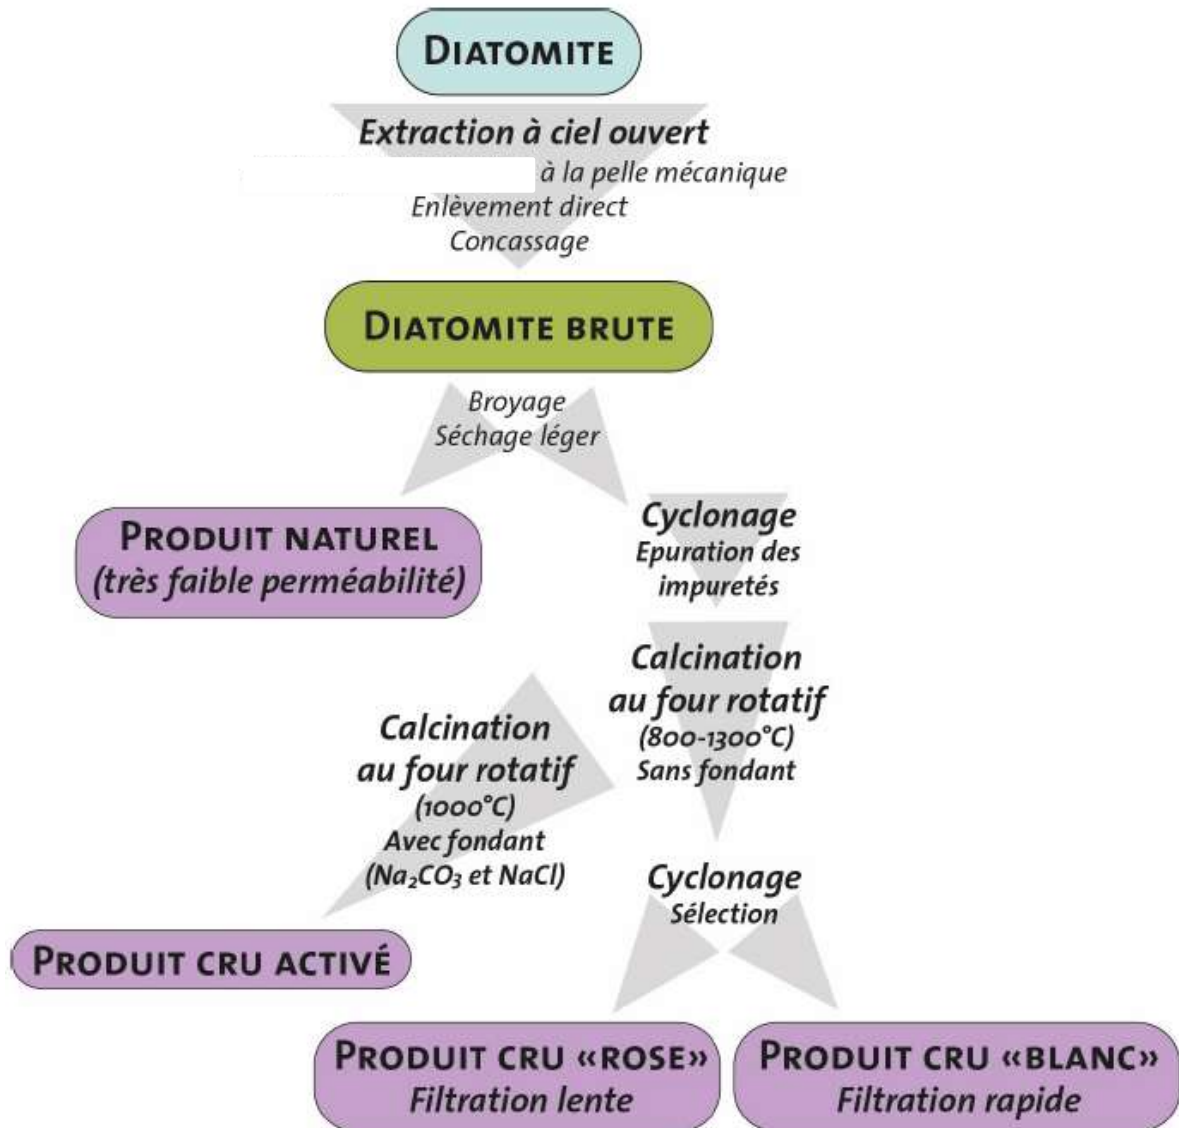 DIATOMITE
Extraction à ciel ouvert
à la pelle mécanique
Enlèvement direct
Concassage
DIATOMITE BRUTE
Broyage
Séchage léger
PRODUIT NATUREL
(très faible perméabilité)
Cyclonage
Epuration des
impuretés
Calcination
au four rotatif
(800-1300°C)
Sans fondant
Calcination
au four rotatif
(1000°C)
Avec fondant
(Na₂CO₃ et NaCl)
Cyclonage
Sélection
PRODUIT CRU ACTIVÉ
PRODUIT CRU «ROSE»
Filtration lente
PRODUIT CRU «BLANC»
Filtration rapide